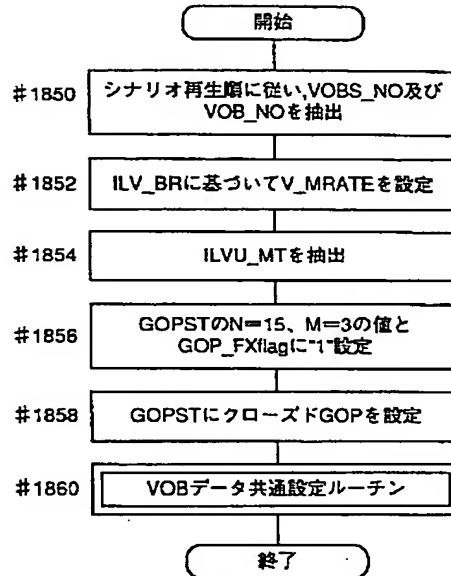 開始
#1850
シナリオ再生順に従い,VOBS_NO及び
VOB_NOを抽出
#1852
ILV_BRに基づいてV_MRATEを設定
#1854
ILVU_MTを抽出
#1856
GOPSTのN=15、M=3の値と
GOP_FXflagに"1"設定
#1858
GOPSTにクローズドGOPを設定
#1860
VOBデータ共通設定ルーチン
終了